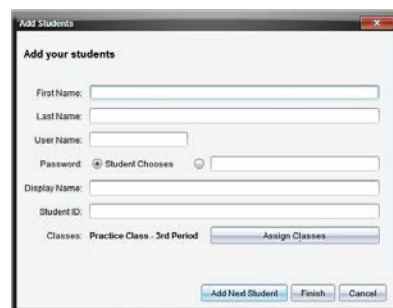 Add Students
Add your students
First Name:
Last Name:
User Name:
Password: Student Chooses
Display Name:
Student ID:
Classes: Practice Class - 3rd Period Assign Classes
Add Next Student Finish Cancel